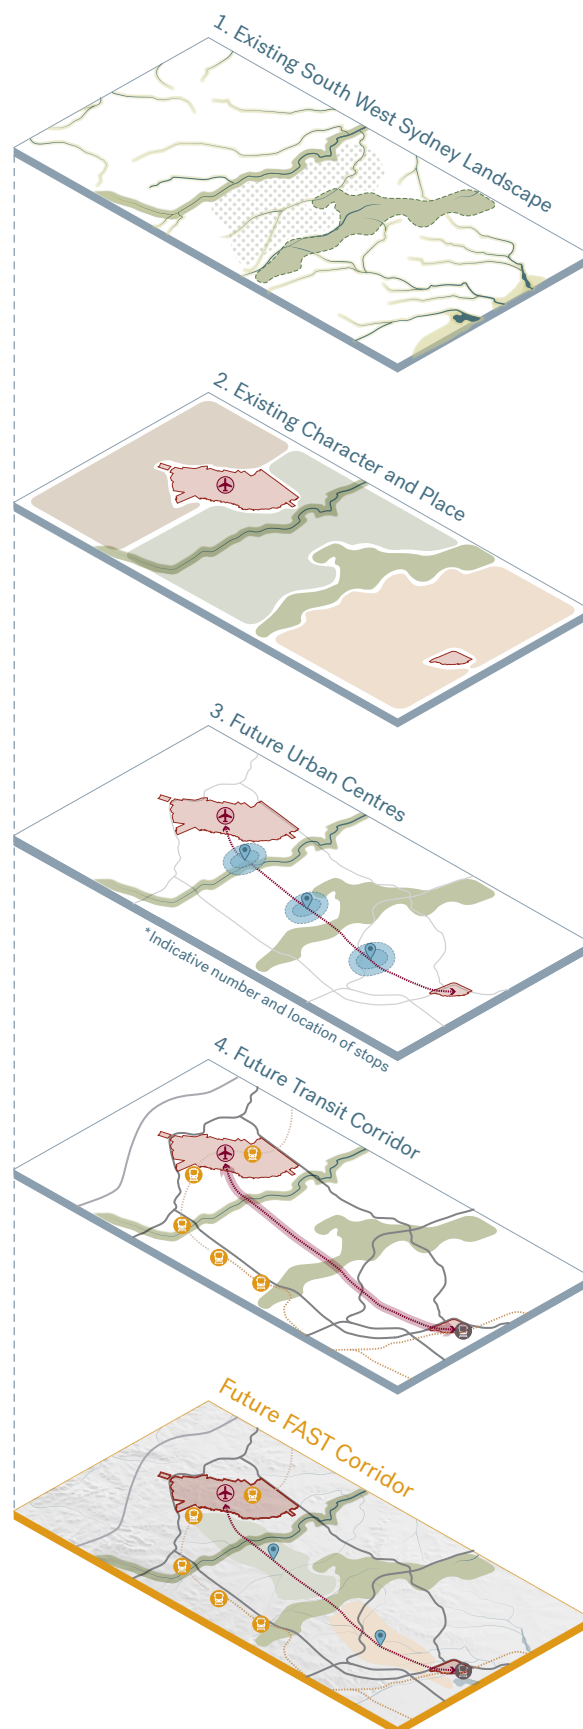 1. Existing South West Sydney Landscape
2. Existing Character and Place
3. Future Urban Centres
*Indicative number and location of stops
4. Future Transit Corridor
Future FAST Corridor